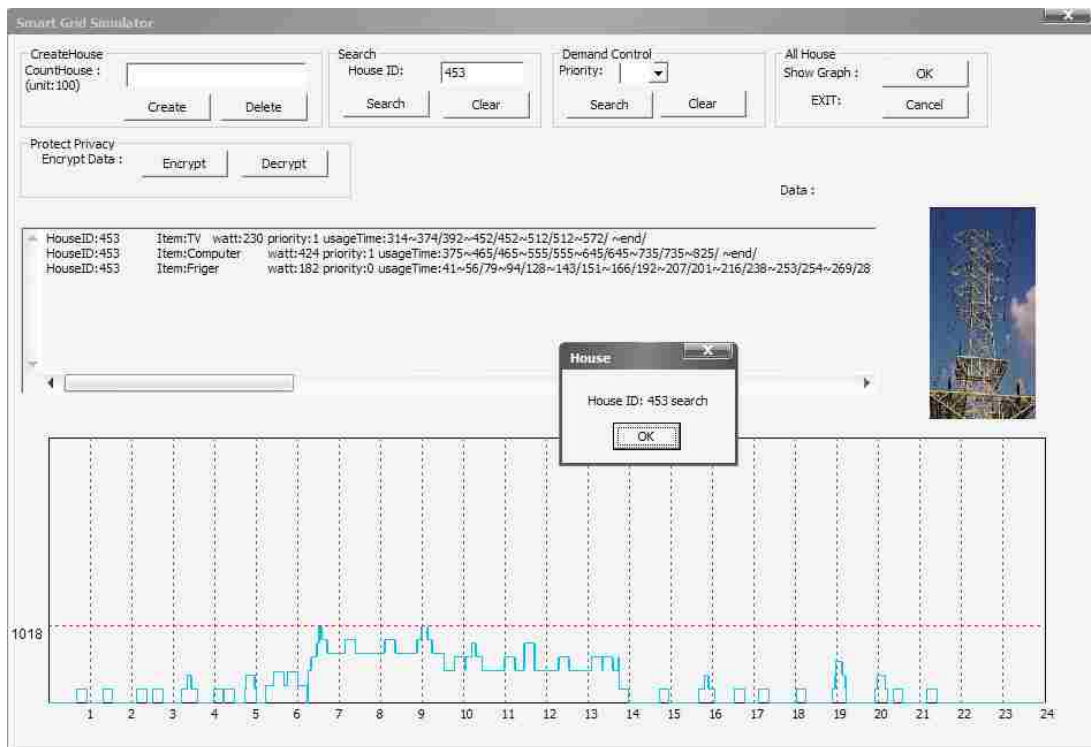 Smart Grid Simulator
CreateHouse
CountHouse :
(unit:100)
Create Delete
Search
House ID: 453
Search Clear
Demand Control
Priority:
Search Clear
All House
Show Graph : OK
EXIT: Cancel
Protect Privacy
Encrypt Data : Encrypt Decrypt
Data :
HouseID:453 Item:TV watt:230 priority:1 usageTime:314~374/392~452/452~512/512~572/ ~end/
HouseID:453 Item:Computer watt:424 priority:1 usageTime:375~465/465~555/555~645/645~735/735~825/ ~end/
HouseID:453 Item:Friger watt:182 priority:0 usageTime:41~56/79~94/128~143/151~166/192~207/201~216/238~253/254~269/28
House
House ID: 453 search
OK
1018
1 2 3 4 5 6 7 8 9 10 11 12 13 14 15 16 17 18 19 20 21 22 23 24